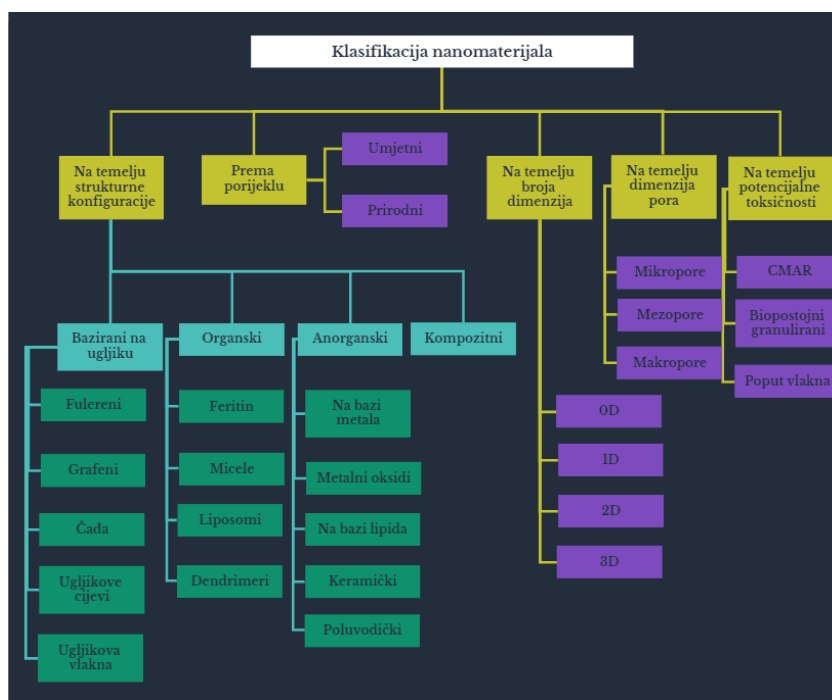 Klasifikacija nanomaterijala
Na temelju
strukturne
konfiguracije
Prema
porijeklu
Umjetni
Prirodni
Na temelju
broja
dimenzija
Na temelju
dimenzija
pora
Na temelju
potencijalne
toksičnosti
Mikropore
Mezopore
Makropore
CMAR
Biopostojni
granulirani
Poput vlakna
0D
1D
2D
3D
Bazirani na
ugljiku
Organski
Anorganski
Kompozitni
Fulereni
Grafeni
Čađa
Ugljikove
cijevi
Ugljikova
vlakna
Feritin
Micele
Liposomi
Dendrimeri
Na bazi
metala
Metalni oksidi
Na bazi lipida
Keramički
Poluvodički